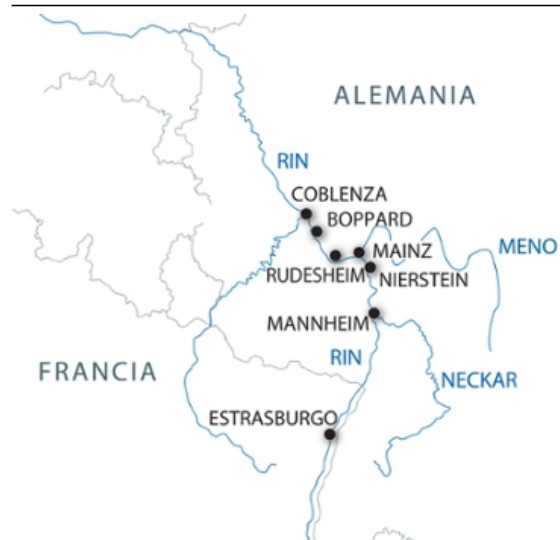 ALEMANIA
RIN
COBLENZA
BOPPARD
MAINZ
MENO
RUDESHEIM
NIERSTEIN
MANNHEIM
RIN
FRANCIA
NECKAR
ESTRASBURGO